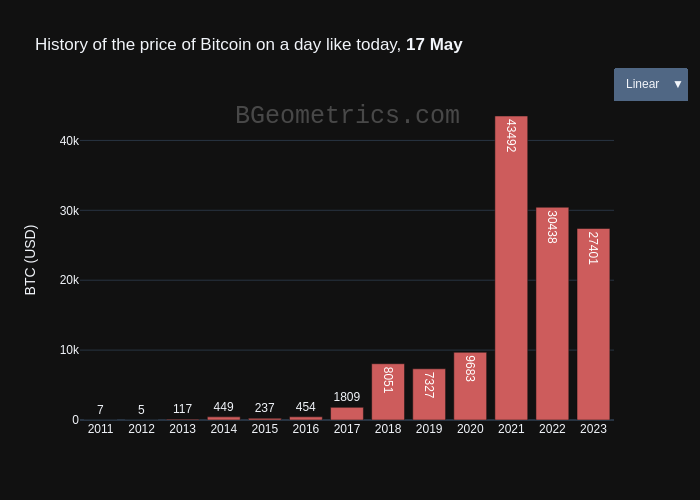 History of the price of Bitcoin on a day like today, 17 May
Linear ▼
BGeometrics.com
BTC (USD)
40k
30k
20k
10k
0
7
5
117
449
237
454
1809
8051
7327
9683
43492
30438
27401
2011 2012 2013 2014 2015 2016 2017 2018 2019 2020 2021 2022 2023